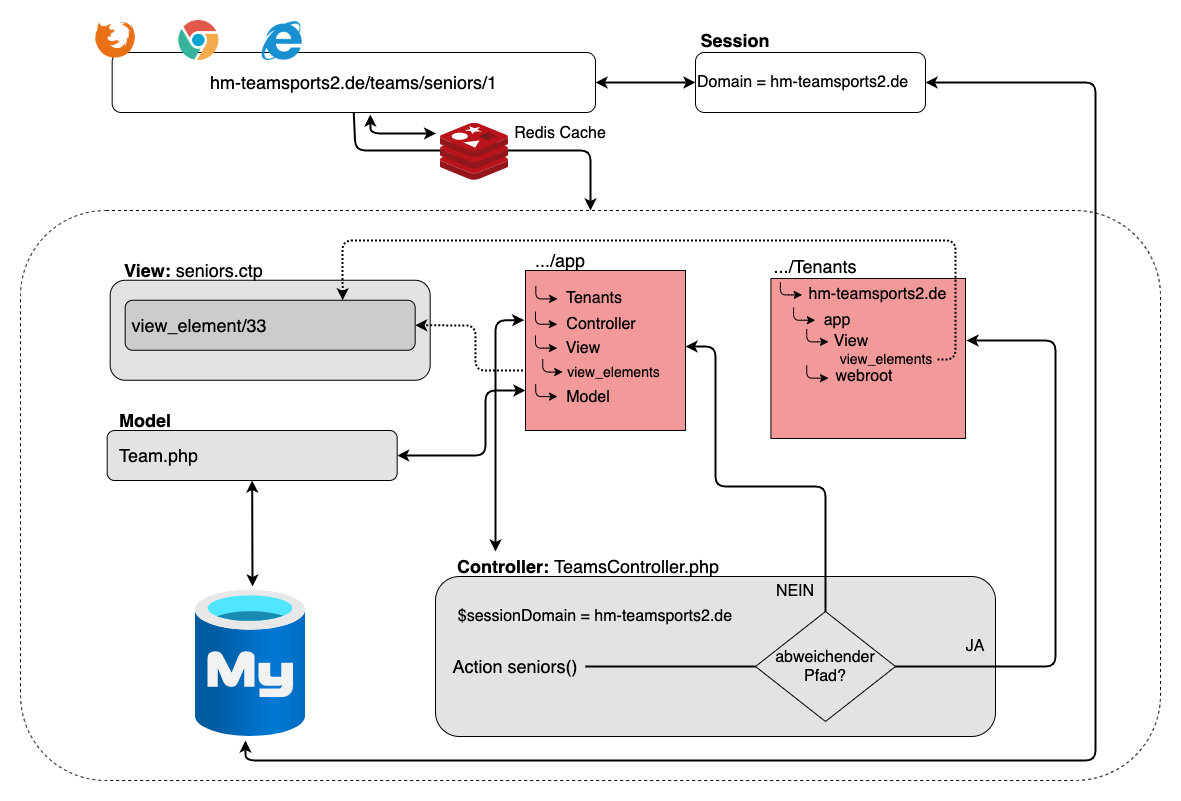 Session
hm-teamsports2.de/teams/seniors/1
Domain = hm-teamsports2.de
Redis Cache
View: seniors.ctp
view_element/33
.../app
Tenants
Controller
View
view_elements
Model
.../Tenants
hm-teamsports2.de
app
View
view_elements
webroot
Model
Team.php
My
Controller: TeamsController.php
NEIN
$sessionDomain = hm-teamsports2.de
JA
Action seniors()
abweichender
Pfad?